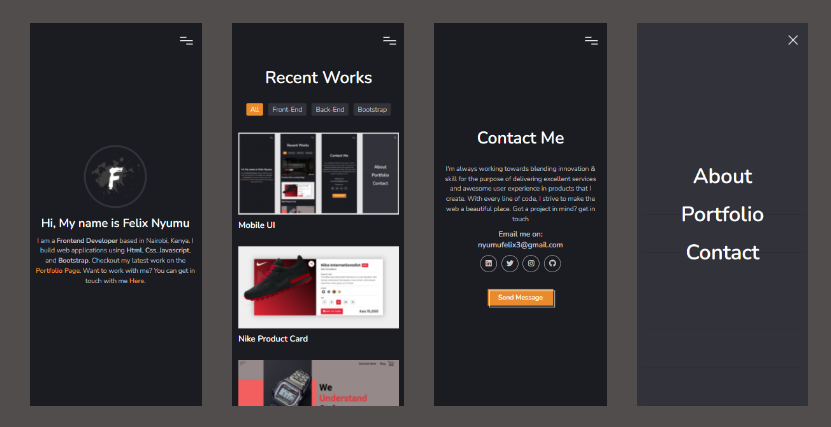 F
Hi, My name is Felix Nyumu
I am a Frontend Developer based in Nairobi, Kenya. I
build web applications using Html, Css, Javascript,
and Bootstrap. Checkout my latest work on the
Portfolio Page. Want to work with me? You can get in
touch with me Here.
Recent Works
All Front-End Back-End Bootstrap
Recent Works
Contact Me
About
Portfolio
Contact
Mobile UI
Nike Product Card
We
Understand
Contact Me
I'm always working towards blending innovation &
skill for the purpose of delivering excellent services
and awesome user experience in products that I
create. With every line of code, I strive to make the
web a beautiful place. Got a project in mind? get in
touch
Email me on:
nyumufelix3@gmail.com
Send Message
About
Portfolio
Contact